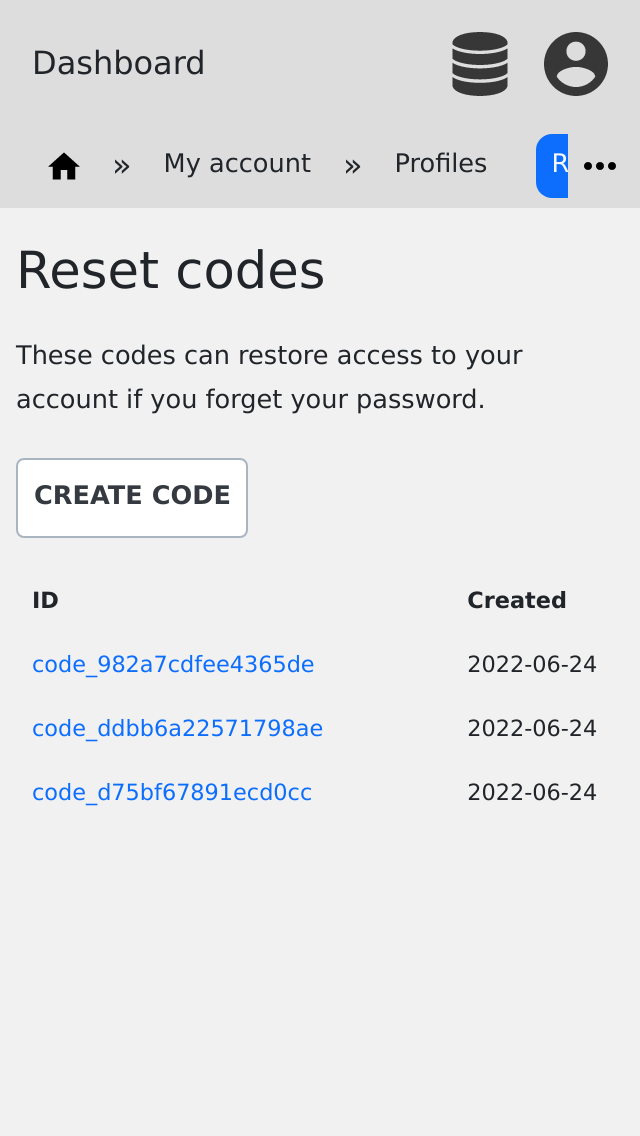 Dashboard
» My account » Profiles R
Reset codes
These codes can restore access to your
account if you forget your password.
CREATE CODE
ID Created
code_982a7cdfee4365de 2022-06-24
code_ddbb6a22571798ae 2022-06-24
code_d75bf67891ecd0cc 2022-06-24